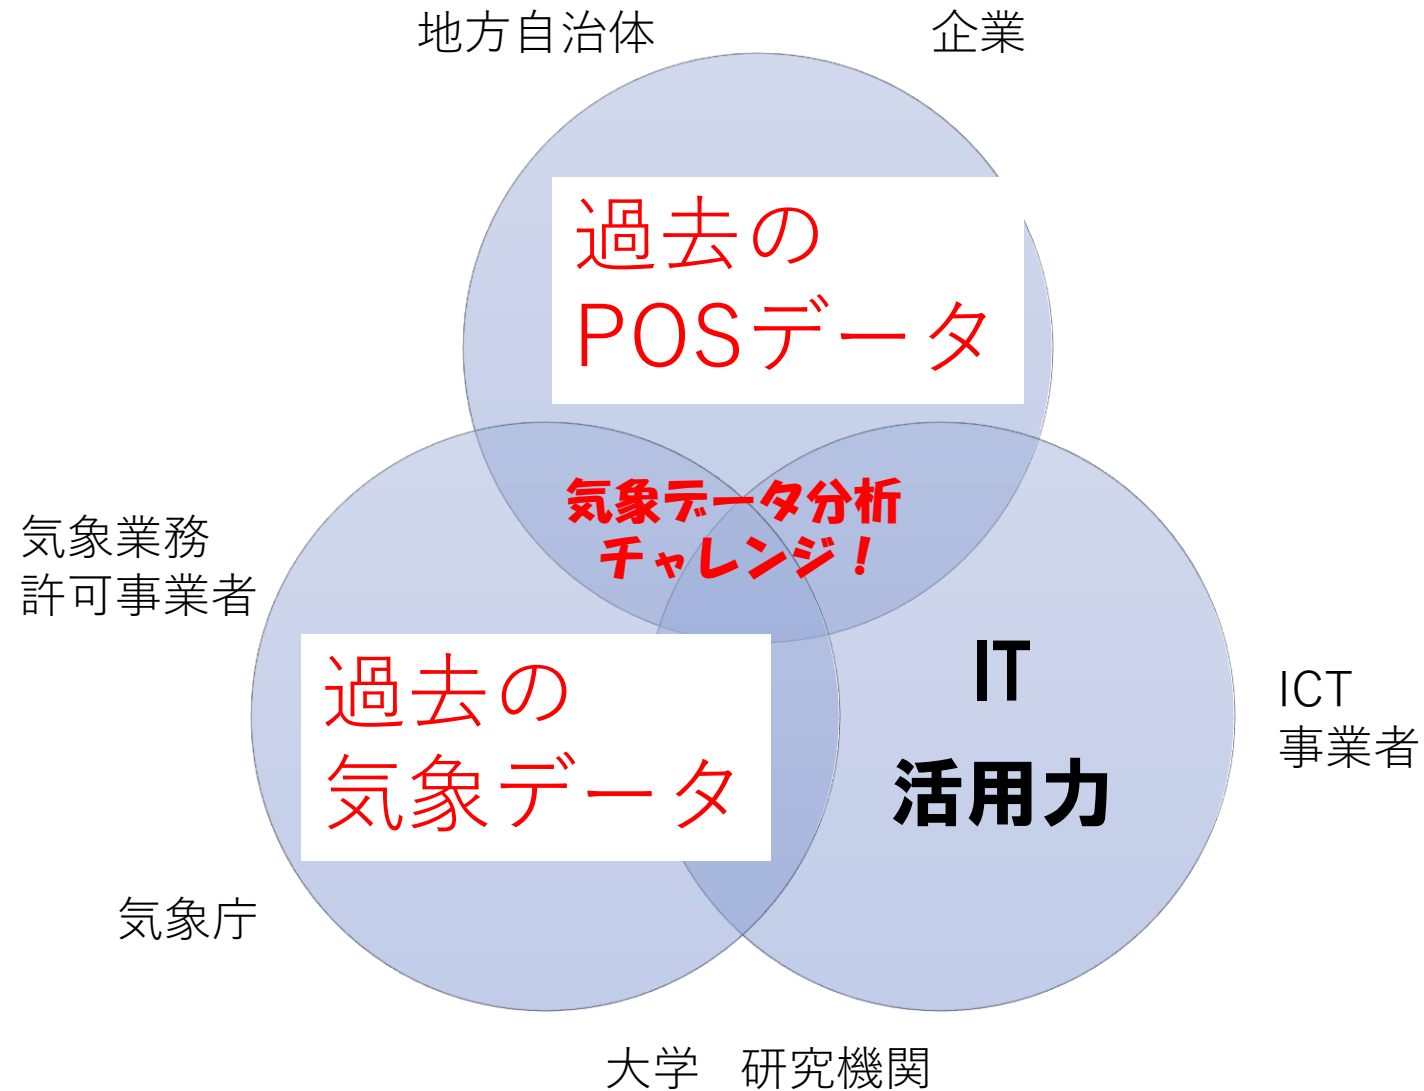 地方自治体
企業
過去の
POSデータ
気象データ分析
チャレンジ！
気象業務
許可事業者
過去の
気象データ
IT
活用力
ICT
事業者
気象庁
大学　研究機関